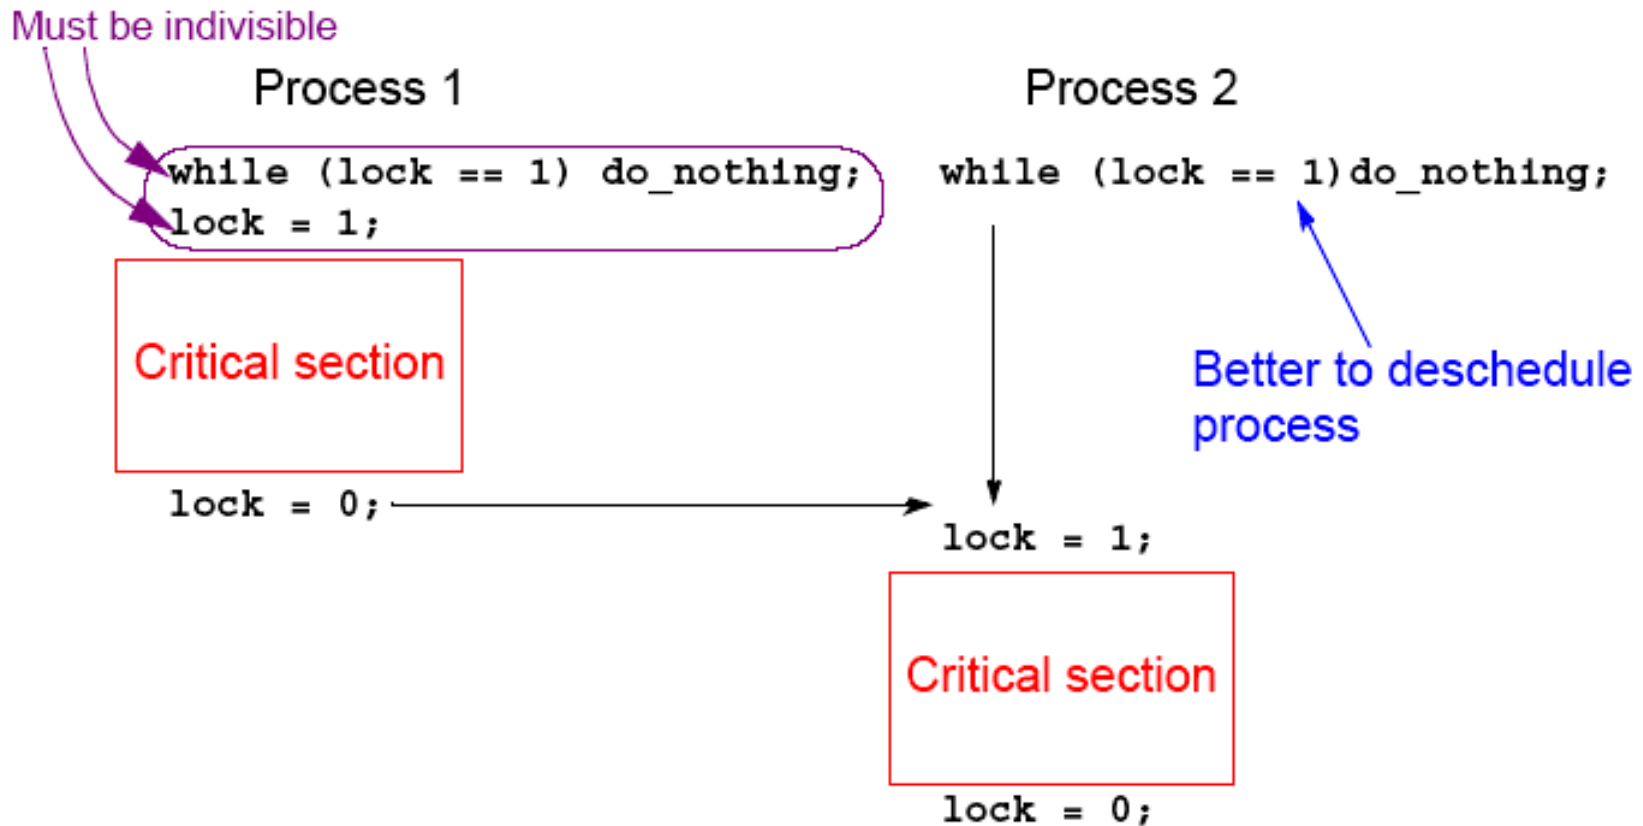 Must be indivisible
Process 1
Process 2
while (lock == 1) do_nothing;
lock = 1;
while (lock == 1)do_nothing;
Critical section
Better to deschedule
process
lock = 0;
lock = 1;
Critical section
lock = 0;